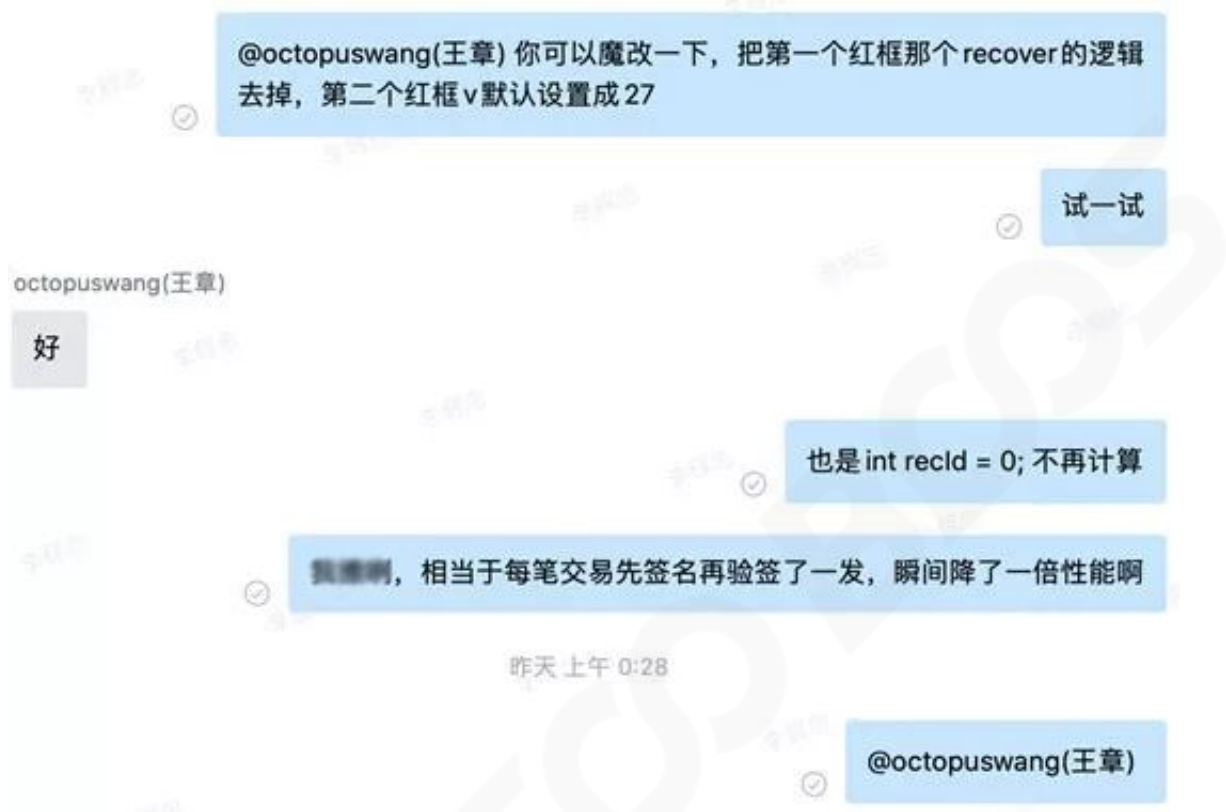 @octopuswang(王章) 你可以魔改一下，把第一个红框那个recover的逻辑
去掉，第二个红框v默认设置成27
试一试
octopuswang(王章)
好
也是int recId = 0; 不再计算
，相当于每笔交易先签名再验签了一发，瞬间降了一倍性能啊
昨天 上午 0:28
@octopuswang(王章)